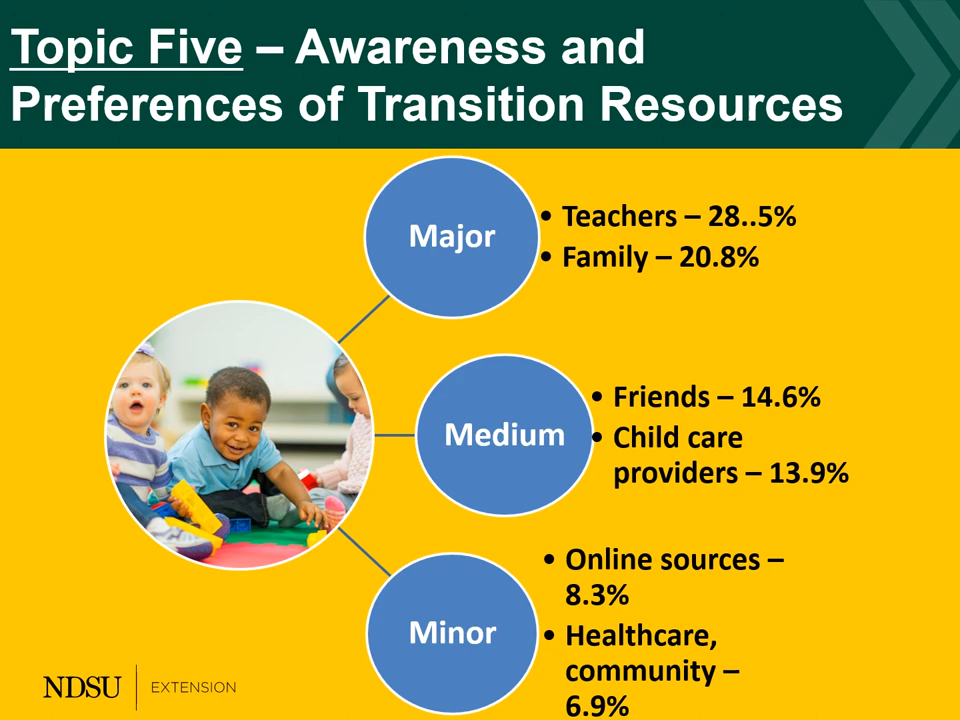 Topic Five – Awareness and
Preferences of Transition Resources
Major
• Teachers – 28..5%
• Family – 20.8%
Medium
• Friends – 14.6%
• Child care
providers – 13.9%
Minor
• Online sources –
8.3%
• Healthcare,
community –
6.9%
NDSU EXTENSION